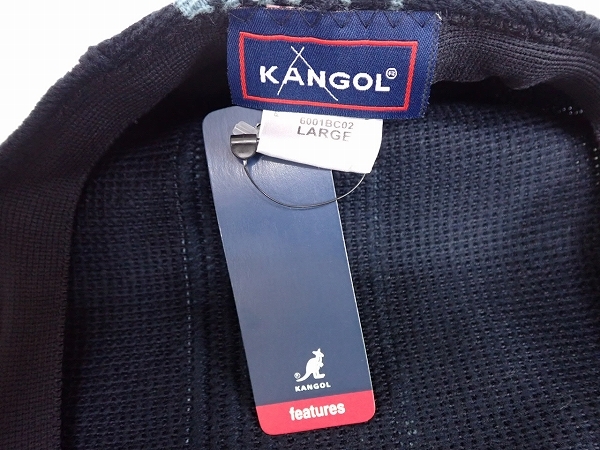 KANGOL
6001BC02
LARGE
KANGOL
features